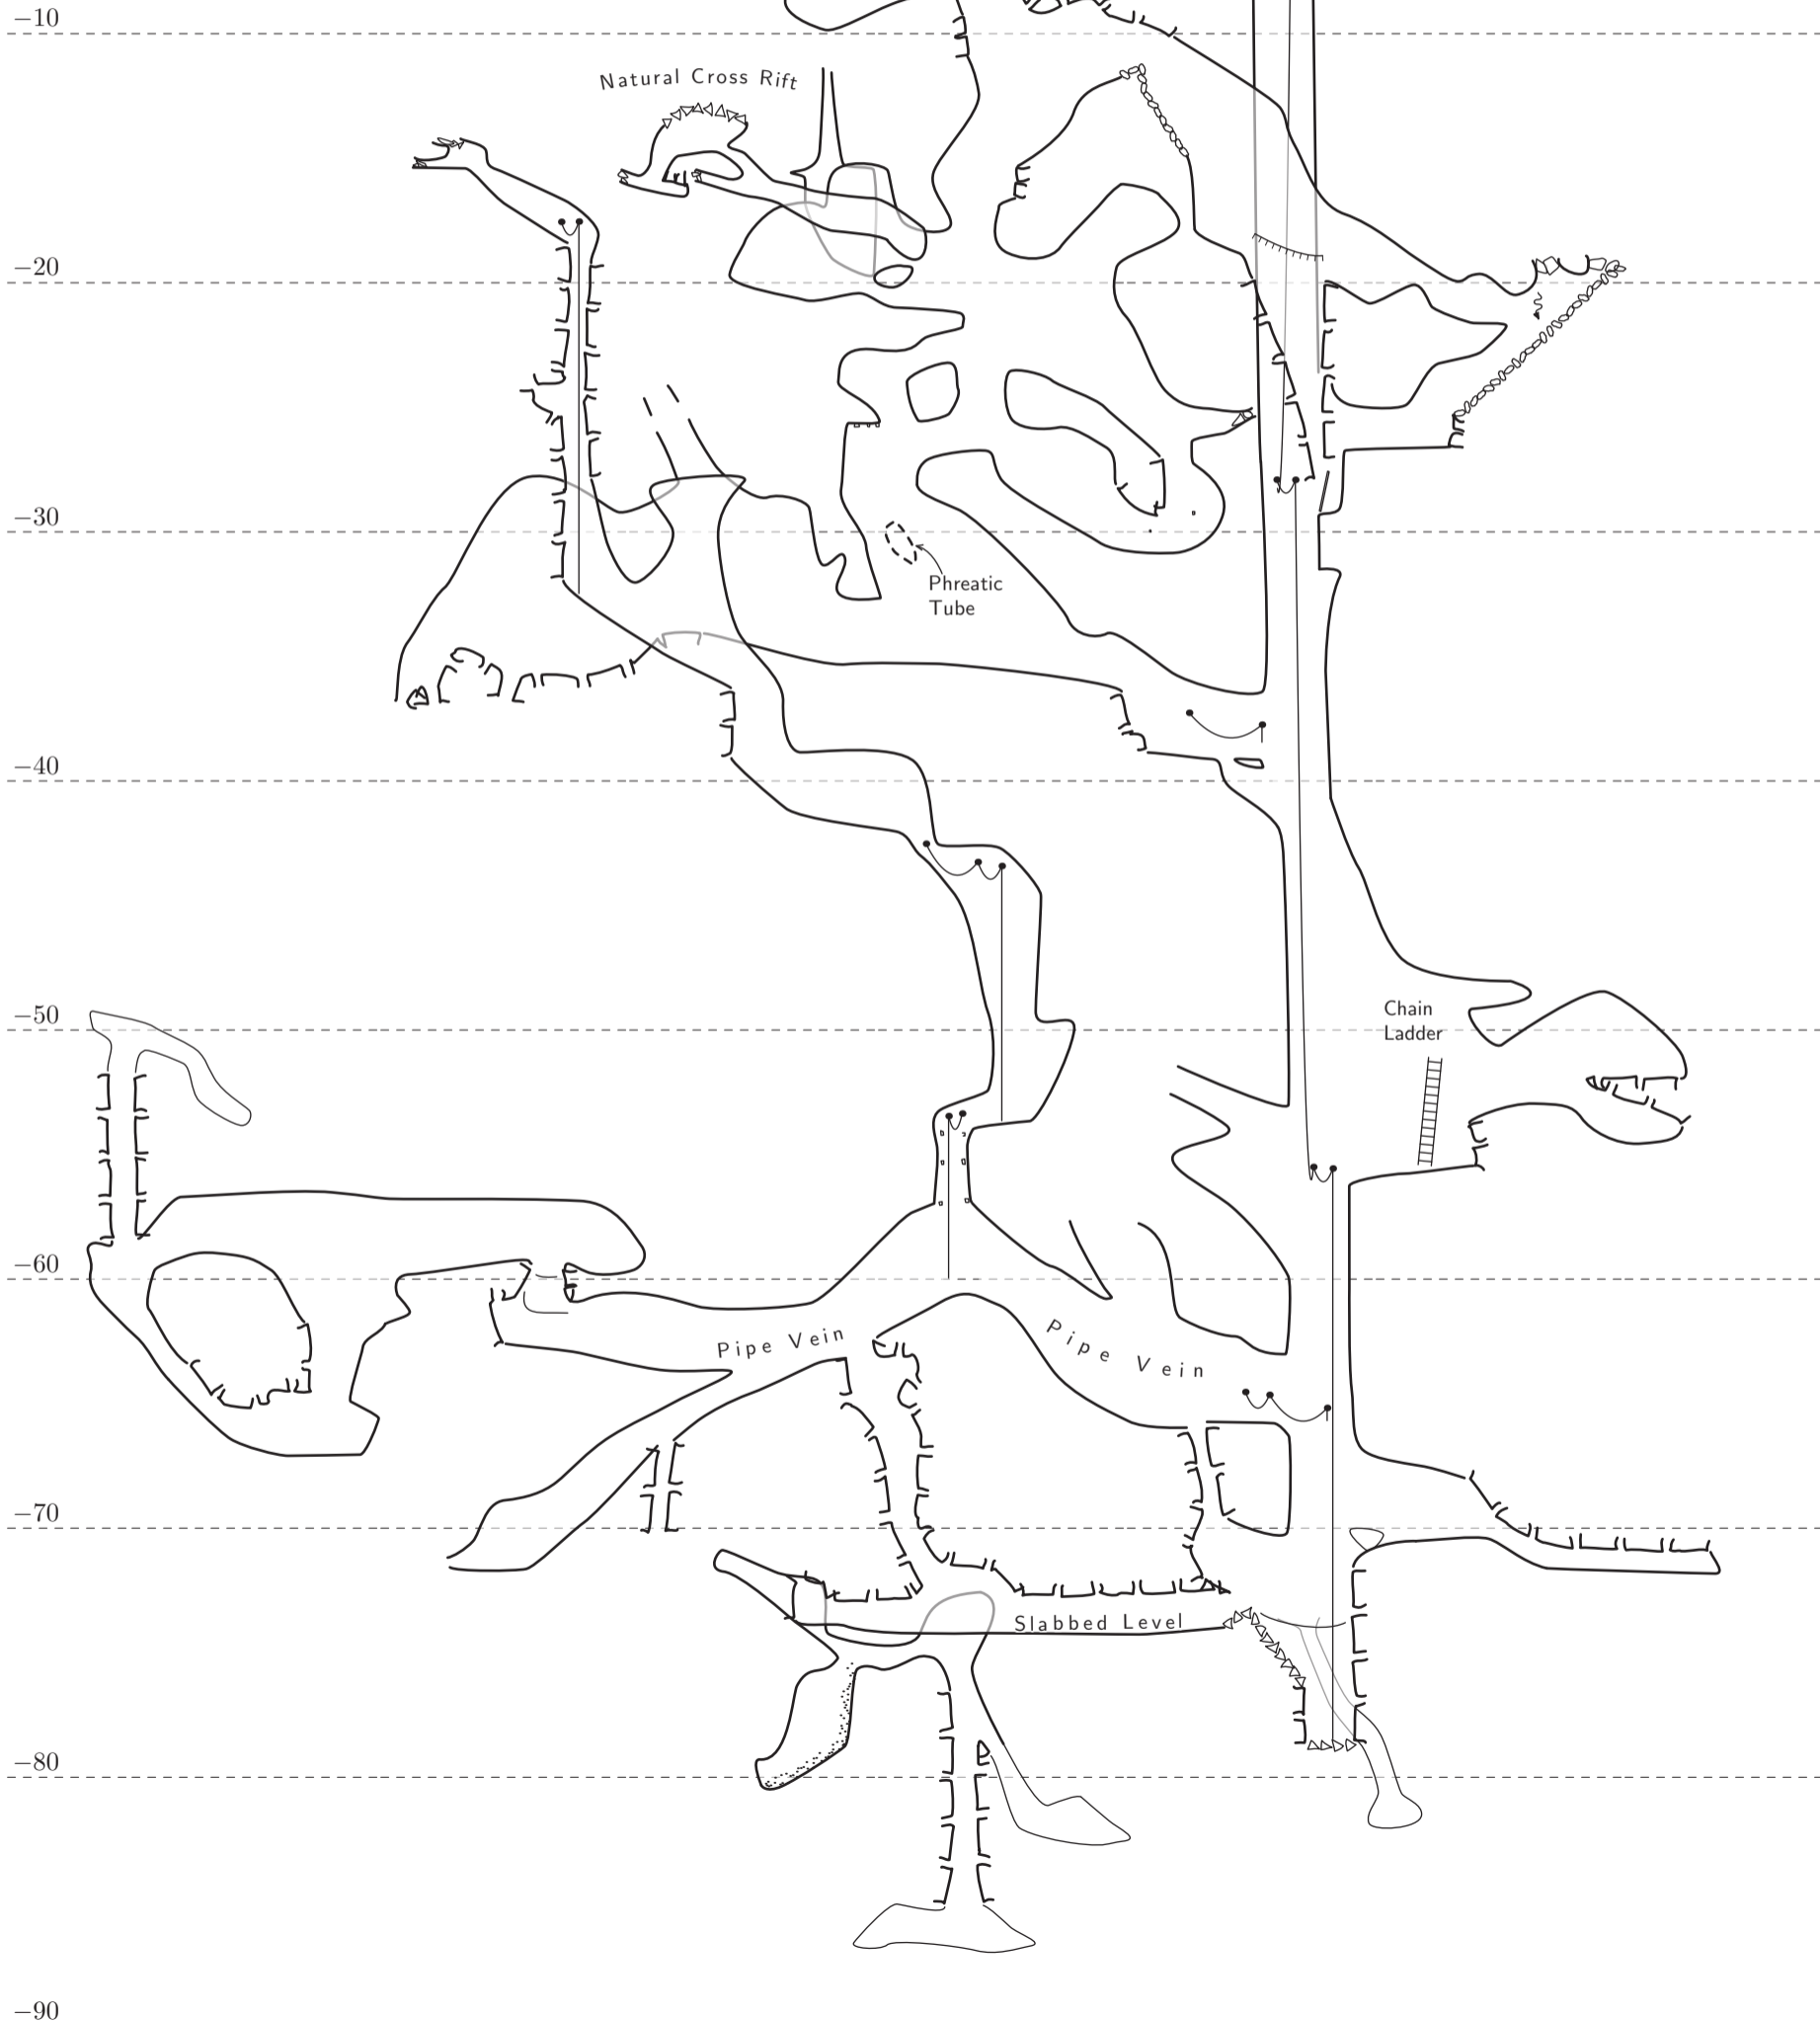 −10
Natural Cross Rift
−20
−30
Phreatic
Tube
−40
−50
Chain
Ladder
−60
Pipe Vein
Pipe Vein
−70
Slabbed Level
−80
−90